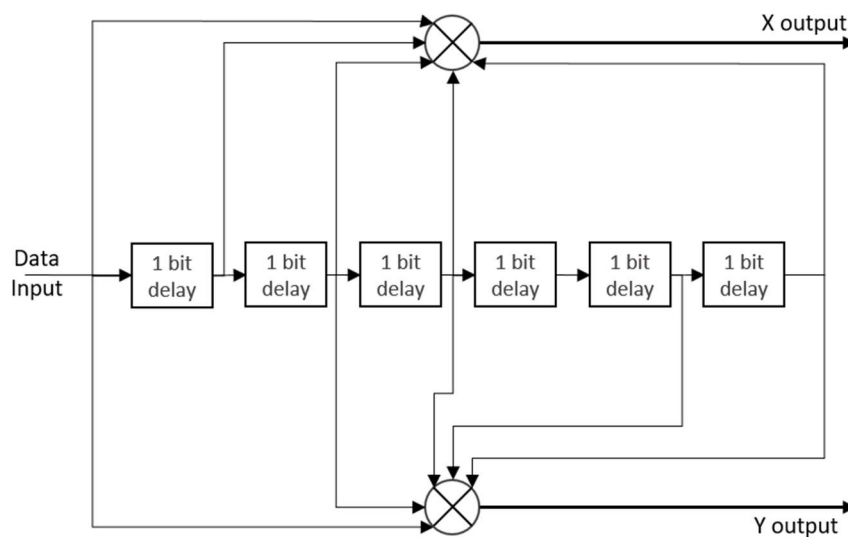 X output
Data
Input
1 bit
delay
1 bit
delay
1 bit
delay
1 bit
delay
1 bit
delay
1 bit
delay
Y output